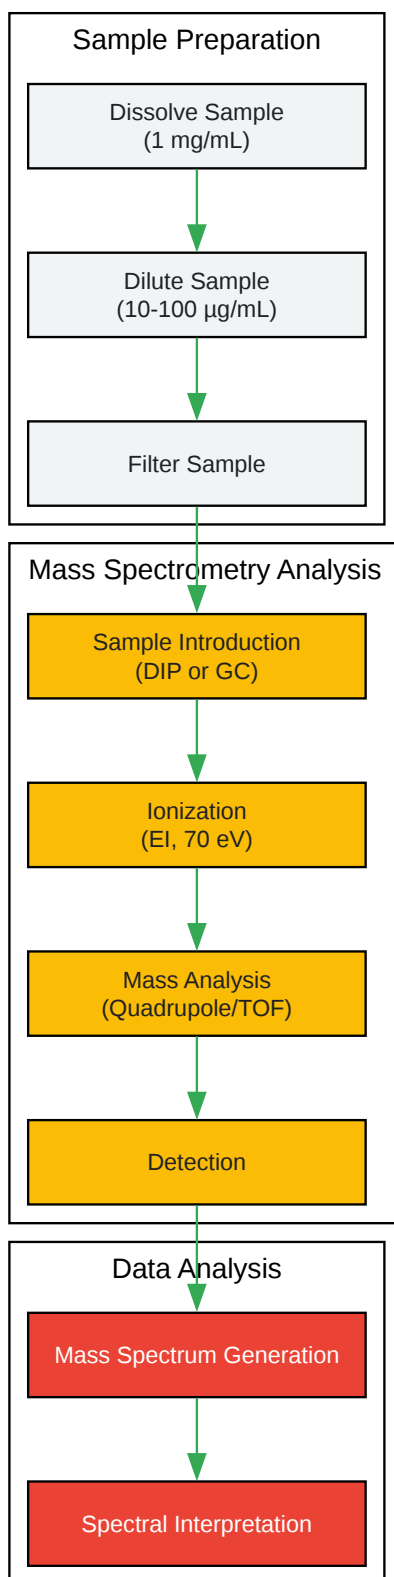 Sample Preparation
Dissolve Sample
(1 mg/mL)
Dilute Sample
(10-100 µg/mL)
Filter Sample
Mass Spectrometry Analysis
Sample Introduction
(DIP or GC)
Ionization
(EI, 70 eV)
Mass Analysis
(Quadrupole/TOF)
Detection
Data Analysis
Mass Spectrum Generation
Spectral Interpretation